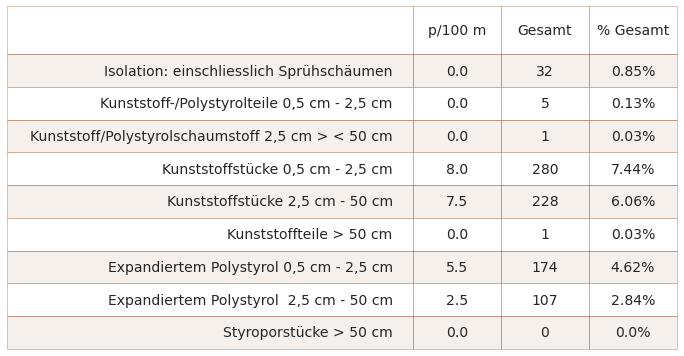 p/100 m Gesamt % Gesamt
Isolation: einschliesslich Sprühschäumen 0.0 32 0.85%
Kunststoff-/Polystyrolteile 0,5 cm - 2,5 cm 0.0 5 0.13%
Kunststoff/Polystyrolschaumstoff 2,5 cm > < 50 cm 0.0 1 0.03%
Kunststoffstücke 0,5 cm - 2,5 cm 8.0 280 7.44%
Kunststoffstücke 2,5 cm - 50 cm 7.5 228 6.06%
Kunststoffteile > 50 cm 0.0 1 0.03%
Expandiertem Polystyrol 0,5 cm - 2,5 cm 5.5 174 4.62%
Expandiertem Polystyrol  2,5 cm - 50 cm 2.5 107 2.84%
Styroporstücke > 50 cm 0.0 0 0.0%